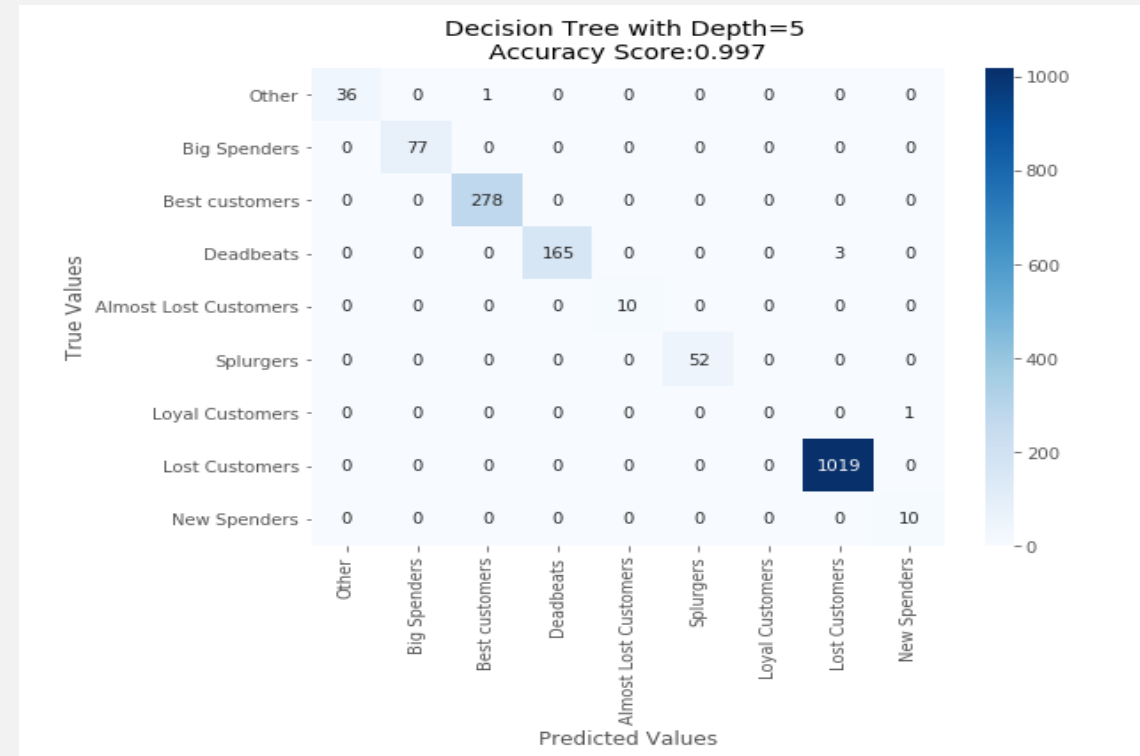 Decision Tree with Depth=5
Accuracy Score:0.997
True Values
Other 36 0 1 0 0 0 0 0 0
Big Spenders 0 77 0 0 0 0 0 0 0
Best customers 0 0 278 0 0 0 0 0 0
Deadbeats 0 0 0 165 0 0 0 3 0
Almost Lost Customers 0 0 0 0 10 0 0 0 0
Splurgers 0 0 0 0 0 52 0 0 0
Loyal Customers 0 0 0 0 0 0 0 0 1
Lost Customers 0 0 0 0 0 0 0 1019 0
New Spenders 0 0 0 0 0 0 0 0 10
Other
Big Spenders
Best customers
Deadbeats
Almost Lost Customers
Splurgers
Loyal Customers
Lost Customers
New Spenders
Predicted Values
1000
800
600
400
200
0